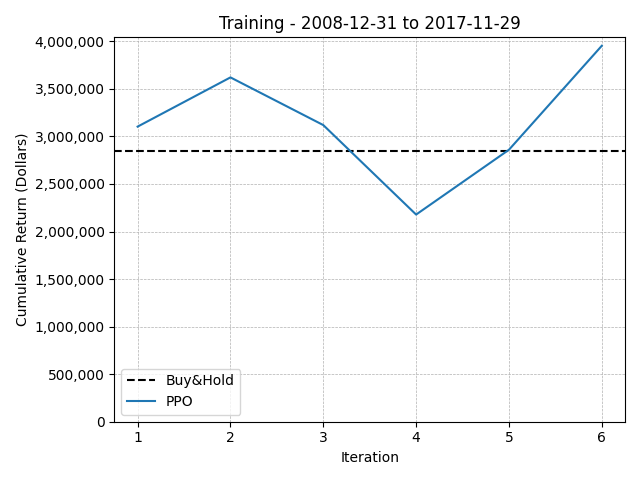 Training - 2008-12-31 to 2017-11-29
4,000,000
3,500,000
3,000,000
2,500,000
2,000,000
1,500,000
1,000,000
500,000
0
Cumulative Return (Dollars)
Buy&Hold
PPO
1 2 3 4 5 6
Iteration